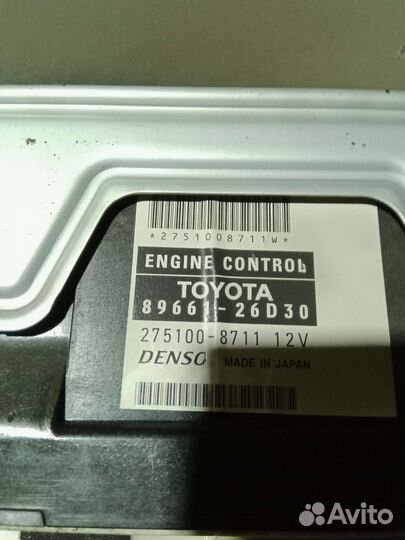 *2751008711W*
ENGINE CONTROL
TOYOTA
89661-26D30
275100-8711 12V
DENSO MADE IN JAPAN
Avito